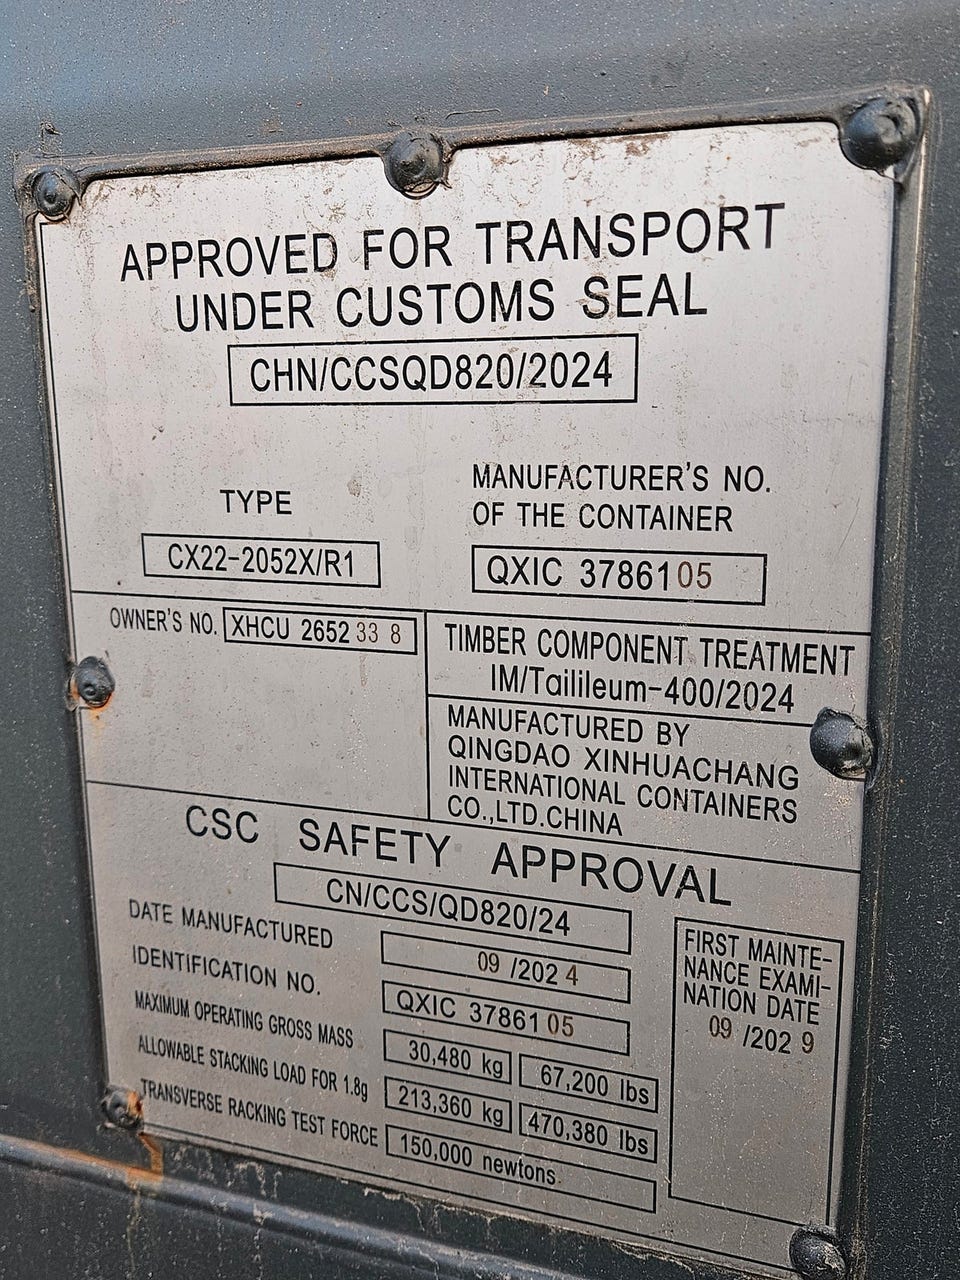 APPROVED FOR TRANSPORT
UNDER CUSTOMS SEAL
CHN/CCSQD820/2024
TYPE
CX22-2052X/R1
MANUFACTURER'S NO.
OF THE CONTAINER
QXIC 3786105
OWNER'S NO. XHCU 265233 8
TIMBER COMPONENT TREATMENT
IM/Tailileum-400/2024
MANUFACTURED BY
QINGDAO XINHUACHANG
INTERNATIONAL CONTAINERS
CO.,LTD.CHINA
CSC SAFETY APPROVAL
CN/CCS/QD820/24
DATE MANUFACTURED 09 /2024
IDENTIFICATION NO. QXIC 3786105
MAXIMUM OPERATING GROSS MASS 30,480 kg 67,200 lbs
ALLOWABLE STACKING LOAD FOR 1.8g 213,360 kg 470,380 lbs
TRANSVERSE RACKING TEST FORCE 150,000 newtons
FIRST MAINTE-
NANCE EXAMI-
NATION DATE
09 /2029